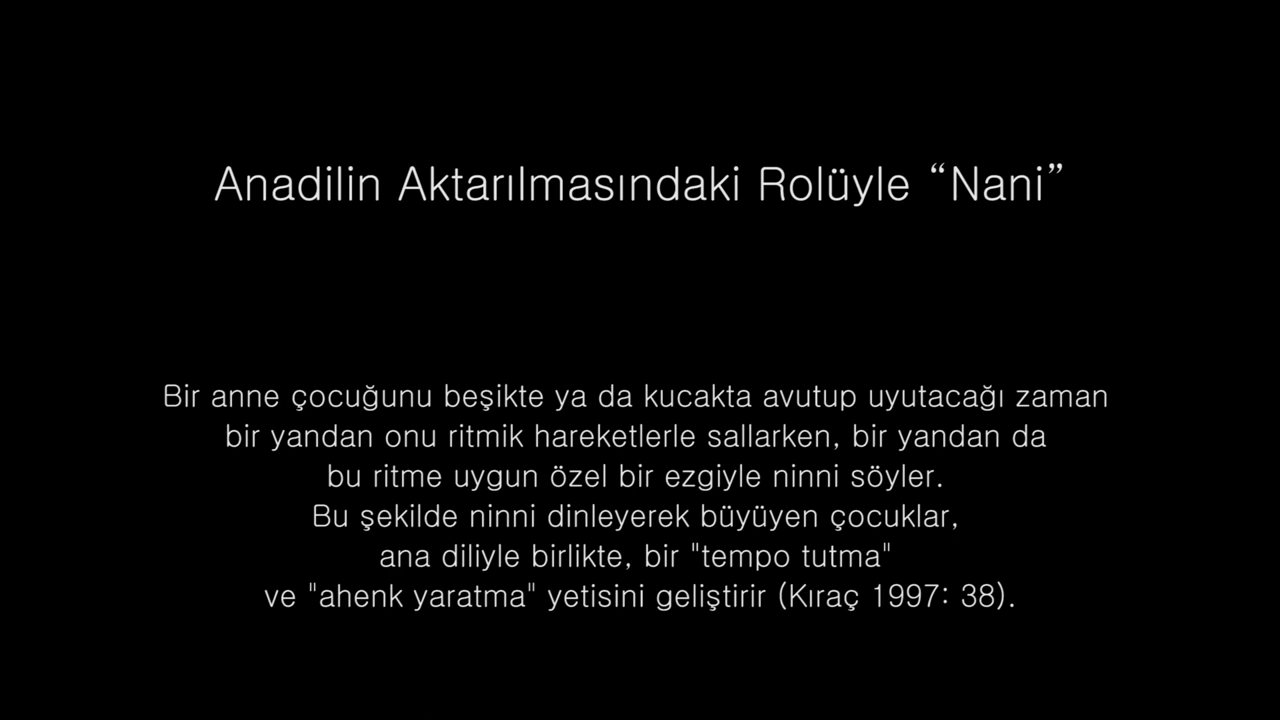 Anadilin Aktarılmasındaki Rolüyle “Nani”
Bir anne çocuğunu beşikte ya da kucakta avutup uyutacağı zaman
bir yandan onu ritmik hareketlerle sallarken, bir yandan da
bu ritme uygun özel bir ezgiyle ninni söyler.
Bu şekilde ninni dinleyerek büyüyen çocuklar,
ana diliyle birlikte, bir "tempo tutma"
ve "ahenk yaratma" yetisini geliştirir (Kıraç 1997: 38).